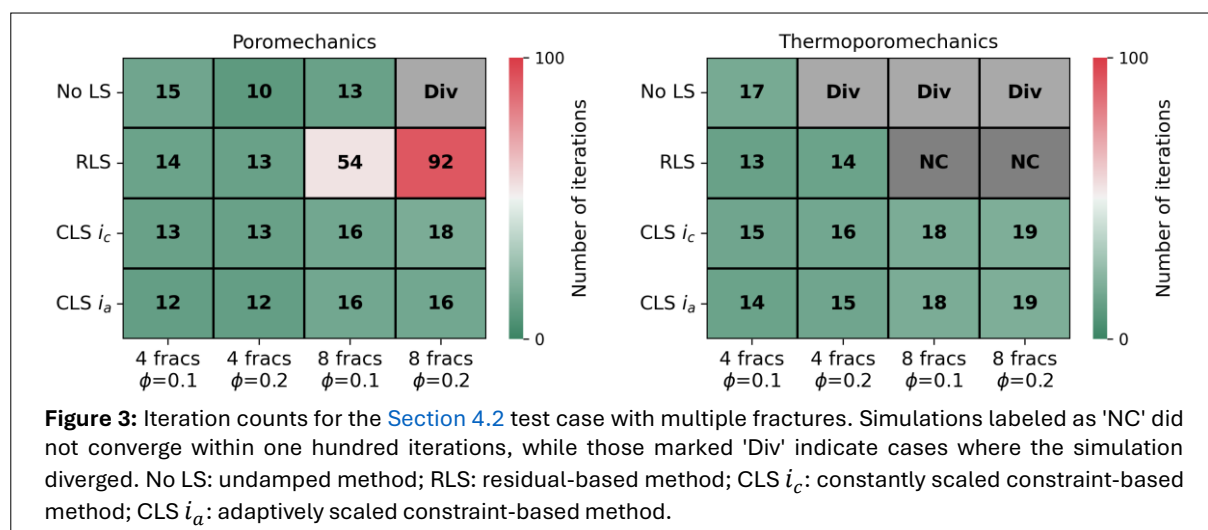 Poromechanics
No LS 15 10 13 Div
RLS 14 13 54 92
CLS i_c 13 13 16 18
CLS i_a 12 12 16 16
4 fracs 4 fracs 8 fracs 8 fracs
ϕ=0.1 ϕ=0.2 ϕ=0.1 ϕ=0.2
100
Number of iterations
0
Thermoporomechanics
No LS 17 Div Div Div
RLS 13 14 NC NC
CLS i_c 15 16 18 19
CLS i_a 14 15 18 19
4 fracs 4 fracs 8 fracs 8 fracs
ϕ=0.1 ϕ=0.2 ϕ=0.1 ϕ=0.2
100
Number of iterations
0
Figure 3: Iteration counts for the Section 4.2 test case with multiple fractures. Simulations labeled as 'NC' did
not converge within one hundred iterations, while those marked 'Div' indicate cases where the simulation
diverged. No LS: undamped method; RLS: residual-based method; CLS i_c: constantly scaled constraint-based
method; CLS i_a: adaptively scaled constraint-based method.